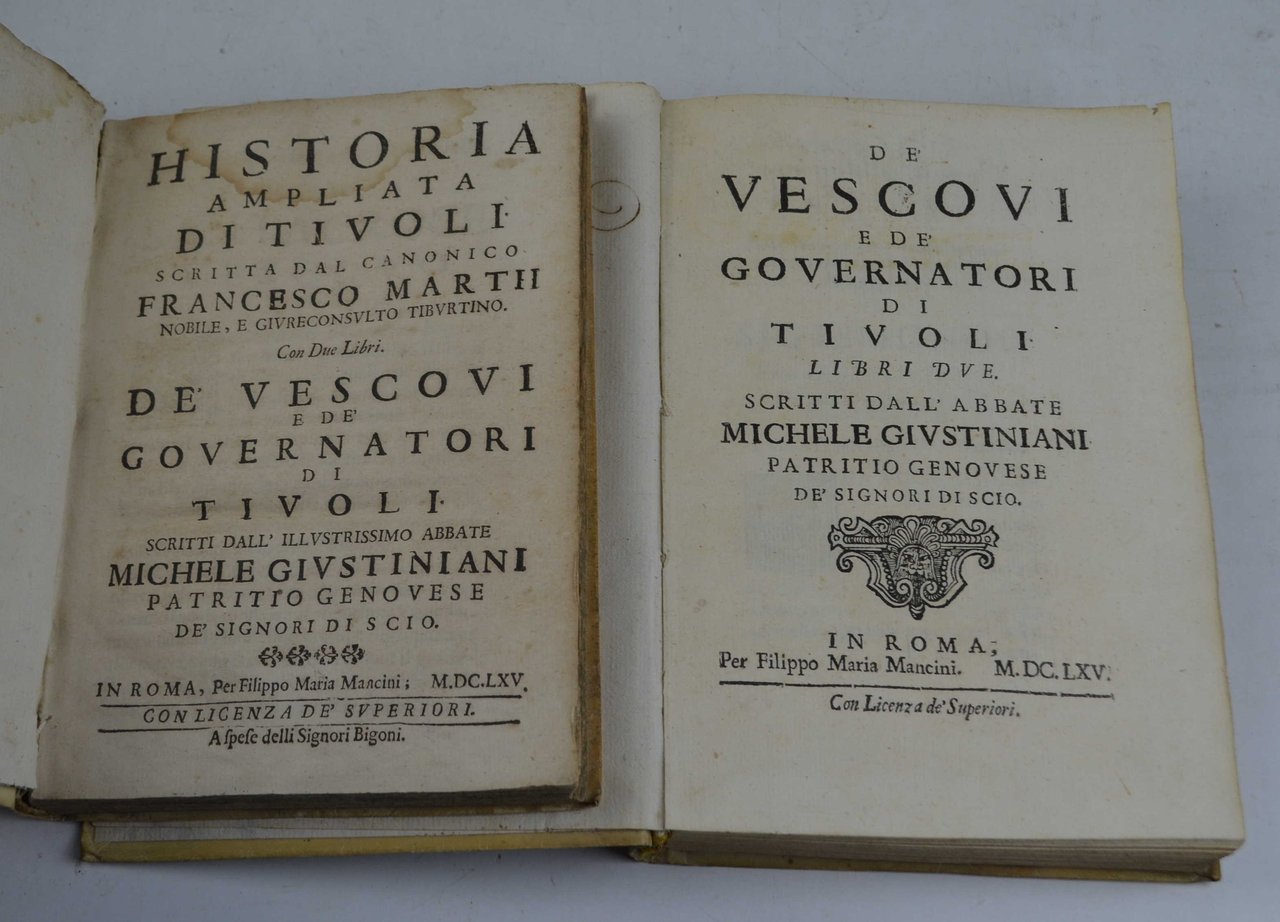 HISTORIA
AMPLIATA
DI TIVOLI.
SCRITTA DAL CANONICO
FRANCESCO MARTII
NOBILE, E GIVRECONSVLTO TIBVRTINO.
Con Due Libri.
DE' VESCOVI
E DE'
GOVERNATORI
DI
TIVOLI.
SCRITTI DALL' ILLVSTRISSIMO ABBATE
MICHELE GIVSTINIANI
PATRITIO GENOVESE
DE' SIGNORI DI SCIO.
IN ROMA, Per Filippo Maria Mancini; M.DC.LXV.
CON LICENZA DE' SVPERIORI.
A spese delli Signori Bigoni.
DE'
VESCOVI
E DE'
GOVERNATORI
DI
TIVOLI.
LIBRI DVE.
SCRITTI DALL' ABBATE
MICHELE GIVSTINIANI
PATRITIO GENOVESE
DE' SIGNORI DI SCIO.
IN ROMA,
Per Filippo Maria Mancini. M.DC.LXV.
Con Licenza de' Superiori.